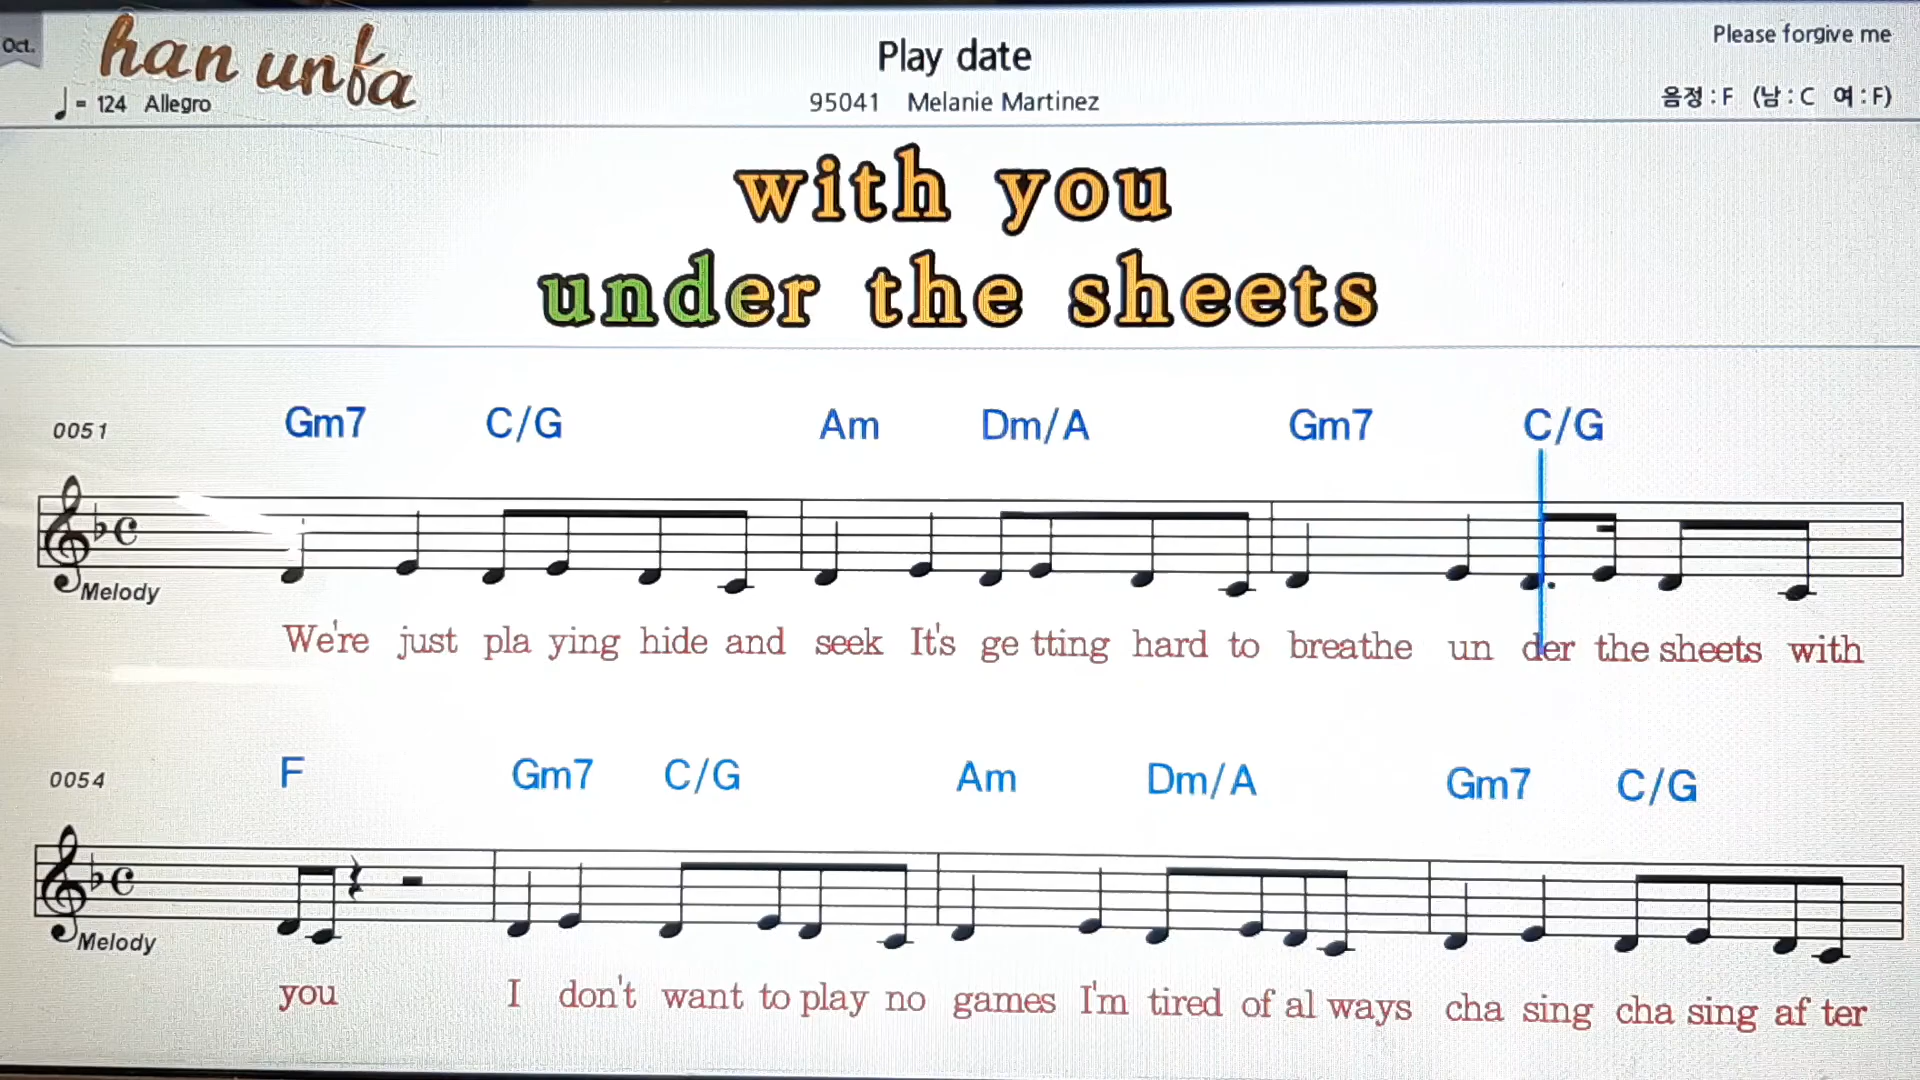 Oct.
han unfa
Play date
Please forgive me
♩= 124 Allegro
95041 Melanie Martinez
음정 : F (남 : C 여 : F)
with you
under the sheets
Gm7 C/G Am Dm/A Gm7 C/G
0051
Melody
We're just pla ying hide and seek It's ge tting hard to breathe un der the sheets with
F Gm7 C/G Am Dm/A Gm7 C/G
0054
Melody
you I don't want to play no games I'm tired of al ways cha sing cha sing af ter